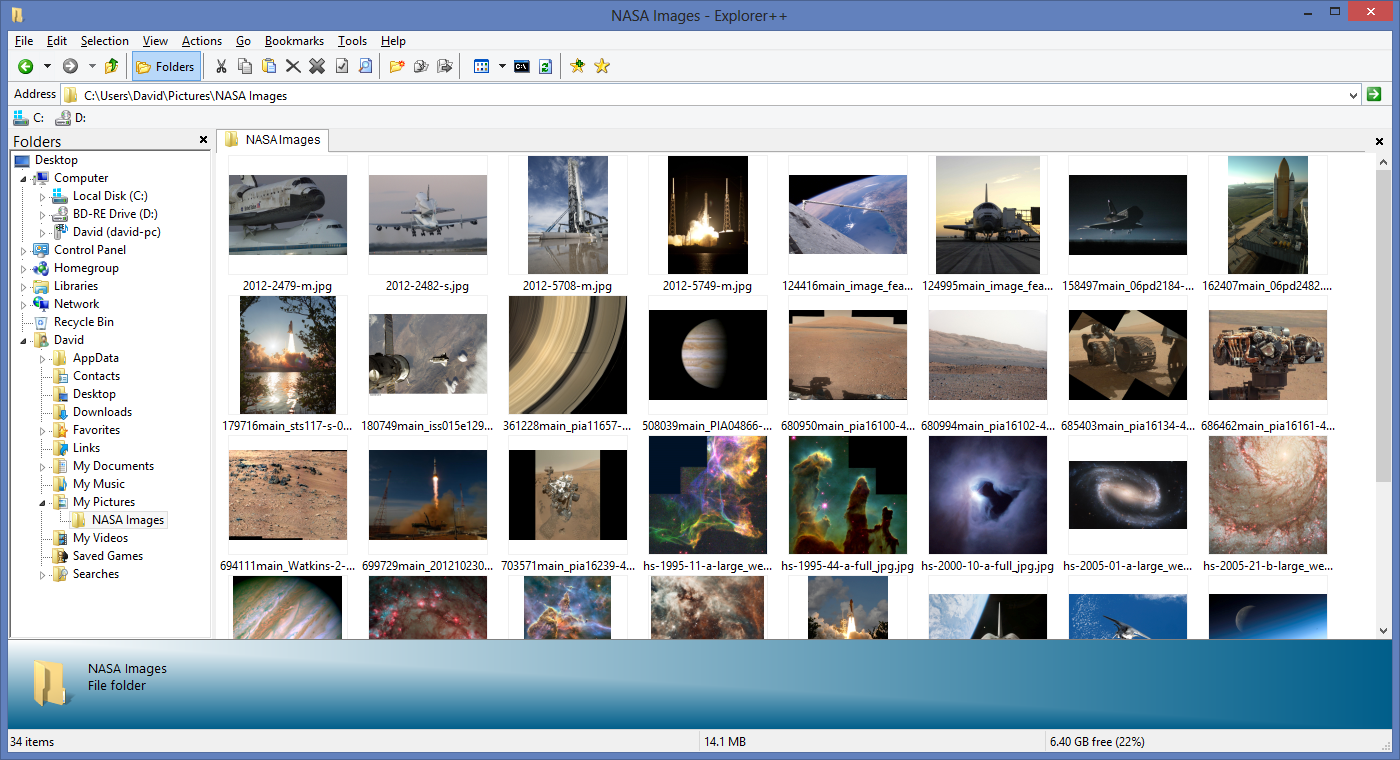 NASA Images - Explorer++
File Edit Selection View Actions Go Bookmarks Tools Help
Folders
Address C:\Users\David\Pictures\NASA Images
C: D:
Folders
NASA Images
Desktop
Computer
Local Disk (C:)
BD-RE Drive (D:)
David (david-pc)
Control Panel
Homegroup
Libraries
Network
Recycle Bin
David
AppData
Contacts
Desktop
Downloads
Favorites
Links
My Documents
My Music
My Pictures
NASA Images
My Videos
Saved Games
Searches
2012-2479-m.jpg 2012-2482-s.jpg 2012-5708-m.jpg 2012-5749-m.jpg 124416main_image_fea... 124995main_image_fea... 158497main_06pd2184-... 162407main_06pd2482....
179716main_sts117-s-0... 180749main_iss015e129... 361228main_pia11657-... 508039main_PIA04866-... 680950main_pia16100-4... 680994main_pia16102-4... 685403main_pia16134-4... 686462main_pia16161-4...
694111main_Watkins-2-... 699729main_201210230... 703571main_pia16239-4... hs-1995-11-a-large_we... hs-1995-44-a-full_jpg.jpg hs-2000-10-a-full_jpg.jpg hs-2005-01-a-large_we... hs-2005-21-b-large_we...
NASA Images
File folder
34 items 14.1 MB 6.40 GB free (22%)